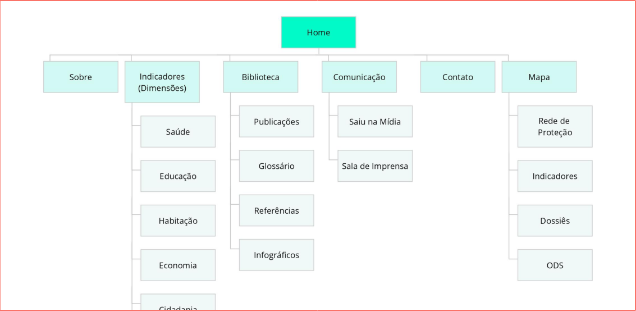 Home
Sobre
Indicadores
(Dimensões)
Biblioteca
Comunicação
Contato
Mapa
Saúde
Educação
Habitação
Economia
Cidadania
Publicações
Glossário
Referências
Infográficos
Saiu na Mídia
Sala de Imprensa
Rede de
Proteção
Indicadores
Dossiês
ODS